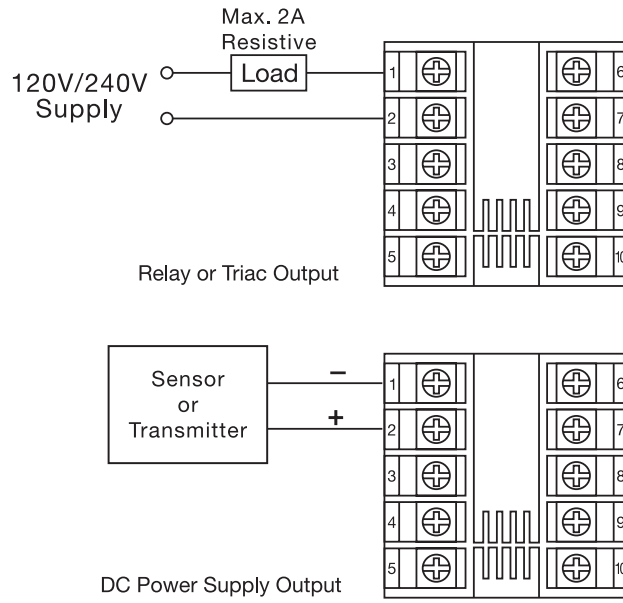 Max. 2A
Resistive
Load
120V/240V
Supply
1
2
3
4
5
6
7
8
9
10
Relay or Triac Output
Sensor
or
Transmitter
−
+
1
2
3
4
5
6
7
8
9
10
DC Power Supply Output